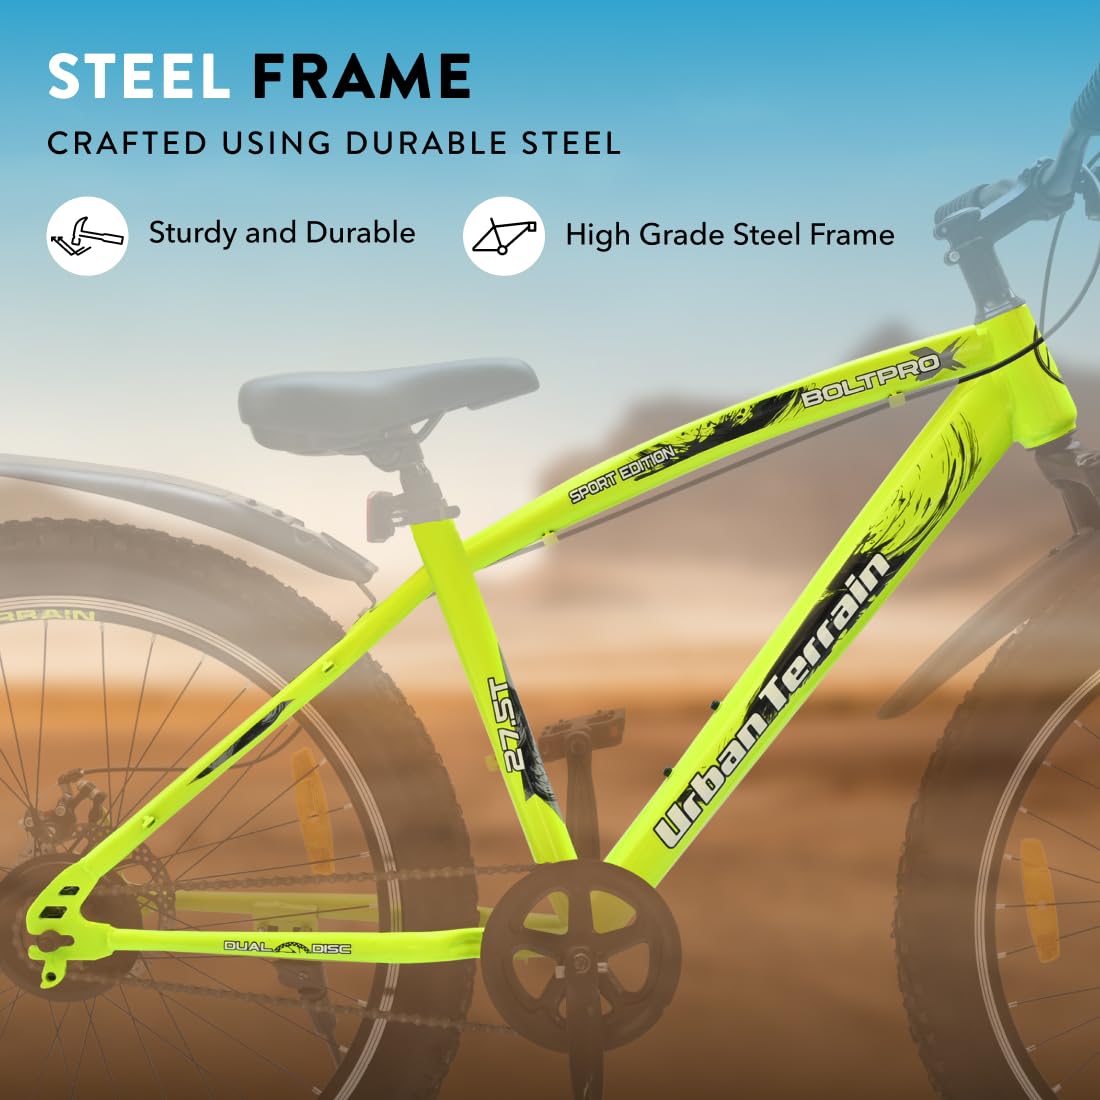 STEEL FRAME
CRAFTED USING DURABLE STEEL
Sturdy and Durable
High Grade Steel Frame
BOLTPRO X
SPORT EDITION
Urban Terrain
27.5T
RRAIN
DUAL DISC